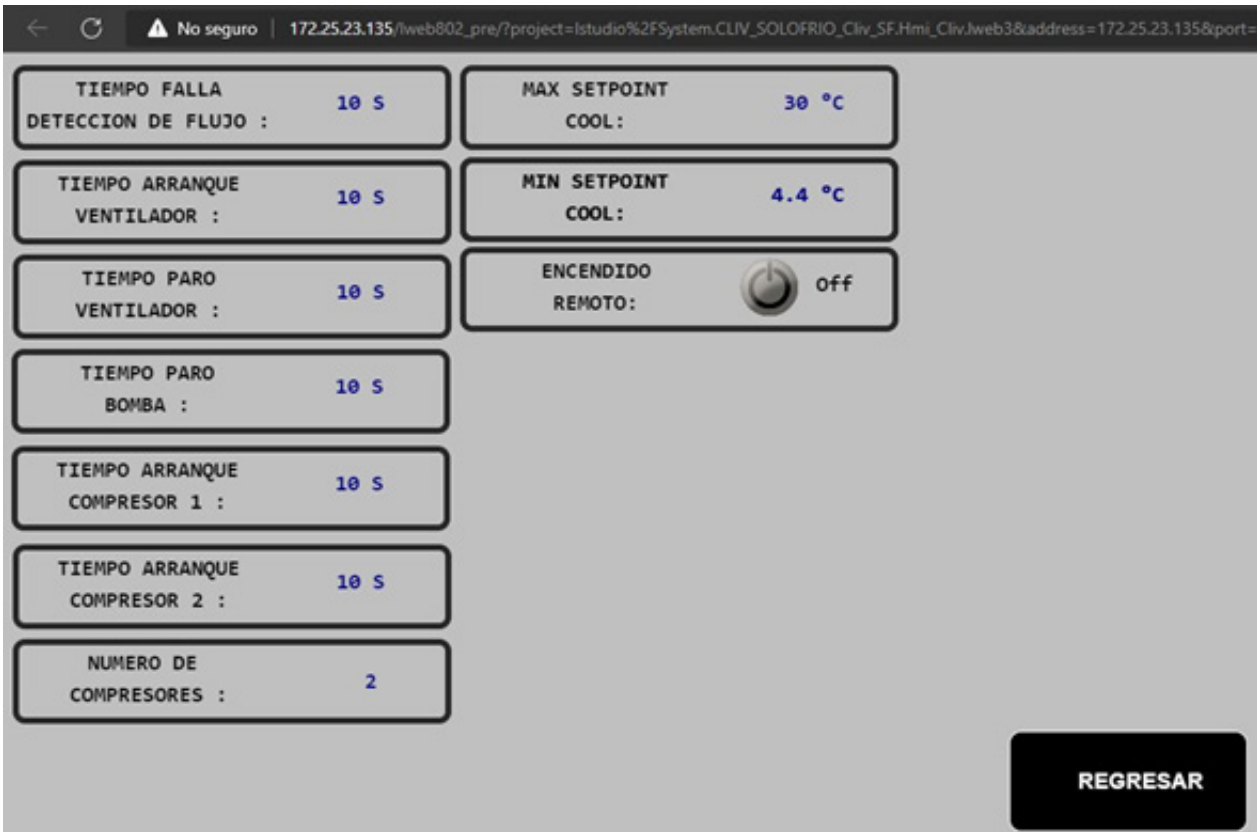 No seguro | 172.25.23.135/Iweb802_pre/?project=Istudio%2FSystem.CLIV_SOLOFRIO_Cliv_SF.Hmi_Cliv.Iweb3&address=172.25.23.135&port=
TIEMPO FALLA
DETECCION DE FLUJO :
10 S
TIEMPO ARRANQUE
VENTILADOR :
10 S
TIEMPO PARO
VENTILADOR :
10 S
TIEMPO PARO
BOMBA :
10 S
TIEMPO ARRANQUE
COMPRESOR 1 :
10 S
TIEMPO ARRANQUE
COMPRESOR 2 :
10 S
NUMERO DE
COMPRESORES :
2
MAX SETPOINT
COOL:
30 °C
MIN SETPOINT
COOL:
4.4 °C
ENCENDIDO
REMOTO:
Off
REGRESAR